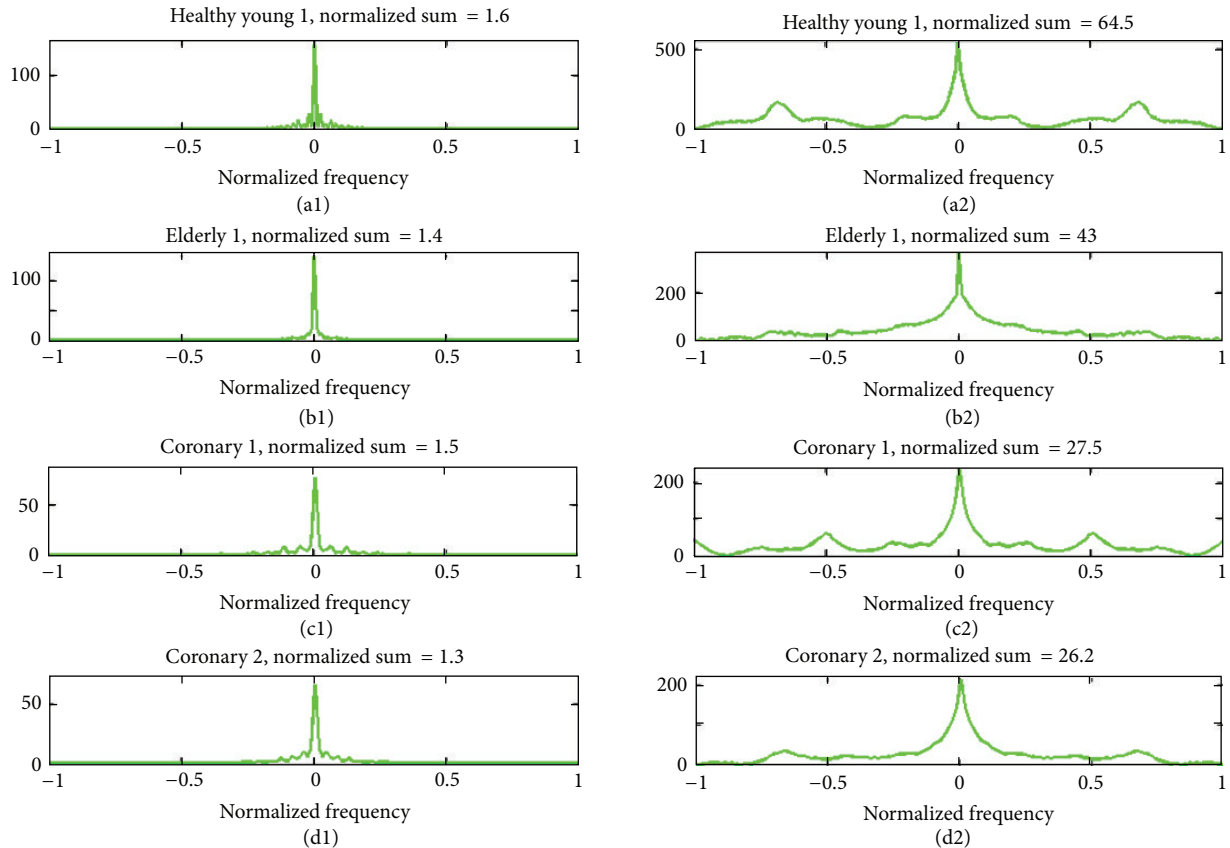 Healthy young 1, normalized sum = 1.6
100
0
−1 −0.5 0 0.5 1
Normalized frequency
(a1)
Healthy young 1, normalized sum = 64.5
500
0
−1 −0.5 0 0.5 1
Normalized frequency
(a2)
Elderly 1, normalized sum = 1.4
100
0
−1 −0.5 0 0.5 1
Normalized frequency
(b1)
Elderly 1, normalized sum = 43
200
0
−1 −0.5 0 0.5 1
Normalized frequency
(b2)
Coronary 1, normalized sum = 1.5
50
0
−1 −0.5 0 0.5 1
Normalized frequency
(c1)
Coronary 1, normalized sum = 27.5
200
0
−1 −0.5 0 0.5 1
Normalized frequency
(c2)
Coronary 2, normalized sum = 1.3
50
0
−1 −0.5 0 0.5 1
Normalized frequency
(d1)
Coronary 2, normalized sum = 26.2
200
0
−1 −0.5 0 0.5 1
Normalized frequency
(d2)